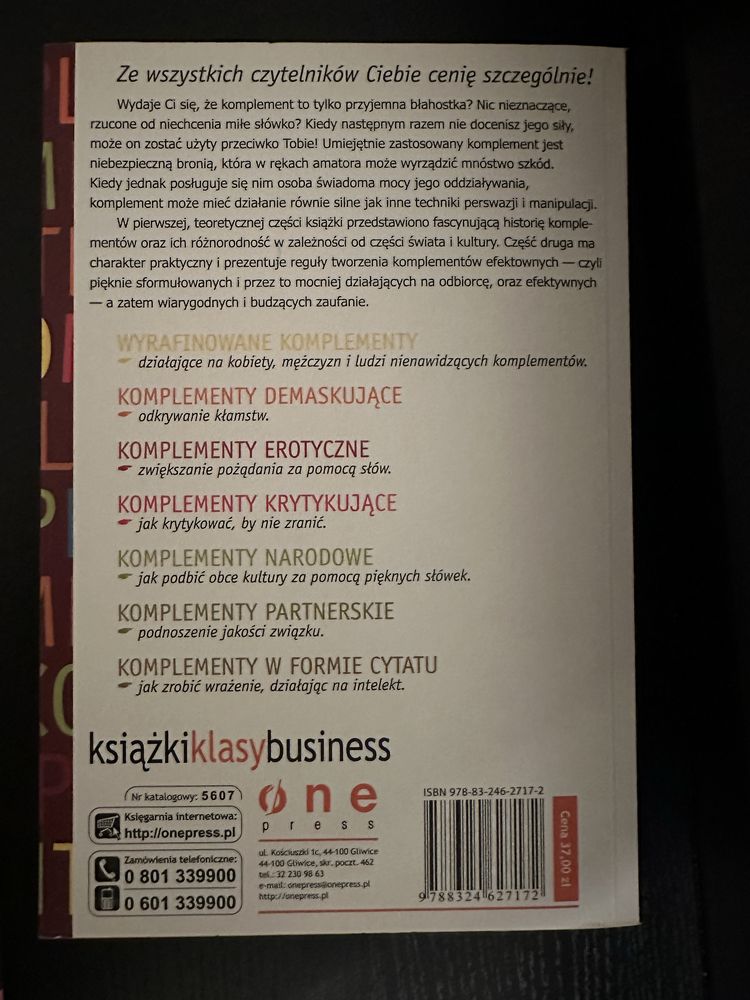 Ze wszystkich czytelników Ciebie cenię szczególnie!
Wydaje Ci się, że komplement to tylko przyjemna błahostka? Nic nieznaczące,
rzucone od niechcenia miłe słówko? Kiedy następnym razem nie docenisz jego siły,
może on zostać użyty przeciwko Tobie! Umiejętnie zastosowany komplement jest
niebezpieczną bronią, która w rękach amatora może wyrządzić mnóstwo szkód.
Kiedy jednak posługuje się nim osoba świadoma mocy jego oddziaływania,
komplement może mieć działanie równie silne jak inne techniki perswazji i manipulacji.
W pierwszej, teoretycznej części książki przedstawiono fascynującą historię komple-
mentów oraz ich różnorodność w zależności od części świata i kultury. Część druga ma
charakter praktyczny i prezentuje reguły tworzenia komplementów efektownych — czyli
pięknie sformułowanych i przez to mocniej działających na odbiorcę, oraz efektywnych
— a zatem wiarygodnych i budzących zaufanie.
WYRAFINOWANE KOMPLEMENTY
działające na kobiety, mężczyzn i ludzi nienawidzących komplementów.
KOMPLEMENTY DEMASKUJĄCE
odkrywanie kłamstw.
KOMPLEMENTY EROTYCZNE
zwiększanie pożądania za pomocą słów.
KOMPLEMENTY KRYTYKUJĄCE
jak krytykować, by nie zranić.
KOMPLEMENTY NARODOWE
jak podbić obce kultury za pomocą pięknych słówek.
KOMPLEMENTY PARTNERSKIE
podnoszenie jakości związku.
KOMPLEMENTY W FORMIE CYTATU
jak zrobić wrażenie, działając na intelekt.
książkiklasybusiness
Nr katalogowy: 5607
Księgarnia internetowa:
http://onepress.pl
Zamówienia telefoniczne:
0 801 339900
0 601 339900
one
press
ul. Kościuszki 1c, 44-100 Gliwice
44-100 Gliwice, skr. poczt. 462
tel.: 32 230 98 63
e-mail: onepress@onepress.pl
http://onepress.pl
ISBN 978-83-246-2717-2
9 788324 627172
Cena 37,00 zł